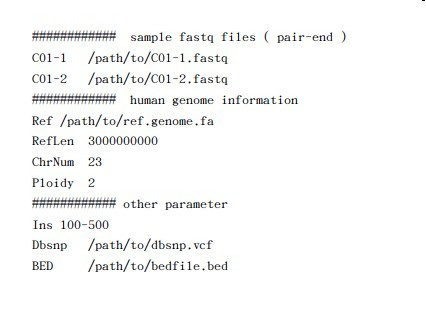 ############ sample fastq files ( pair-end )
C01-1 /path/to/C01-1.fastq
C01-2 /path/to/C01-2.fastq
############ human genome information
Ref /path/to/ref.genome.fa
RefLen 3000000000
ChrNum 23
Ploidy 2
############ other parameter
Ins 100-500
Dbsnp /path/to/dbsnp.vcf
BED /path/to/bedfile.bed